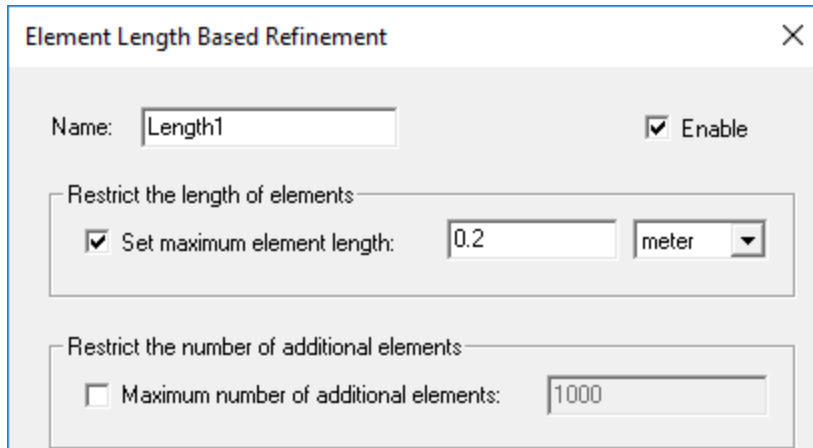 Element Length Based Refinement
Name: Length1 Enable
Restrict the length of elements
Set maximum element length: 0.2 meter
Restrict the number of additional elements
Maximum number of additional elements: 1000